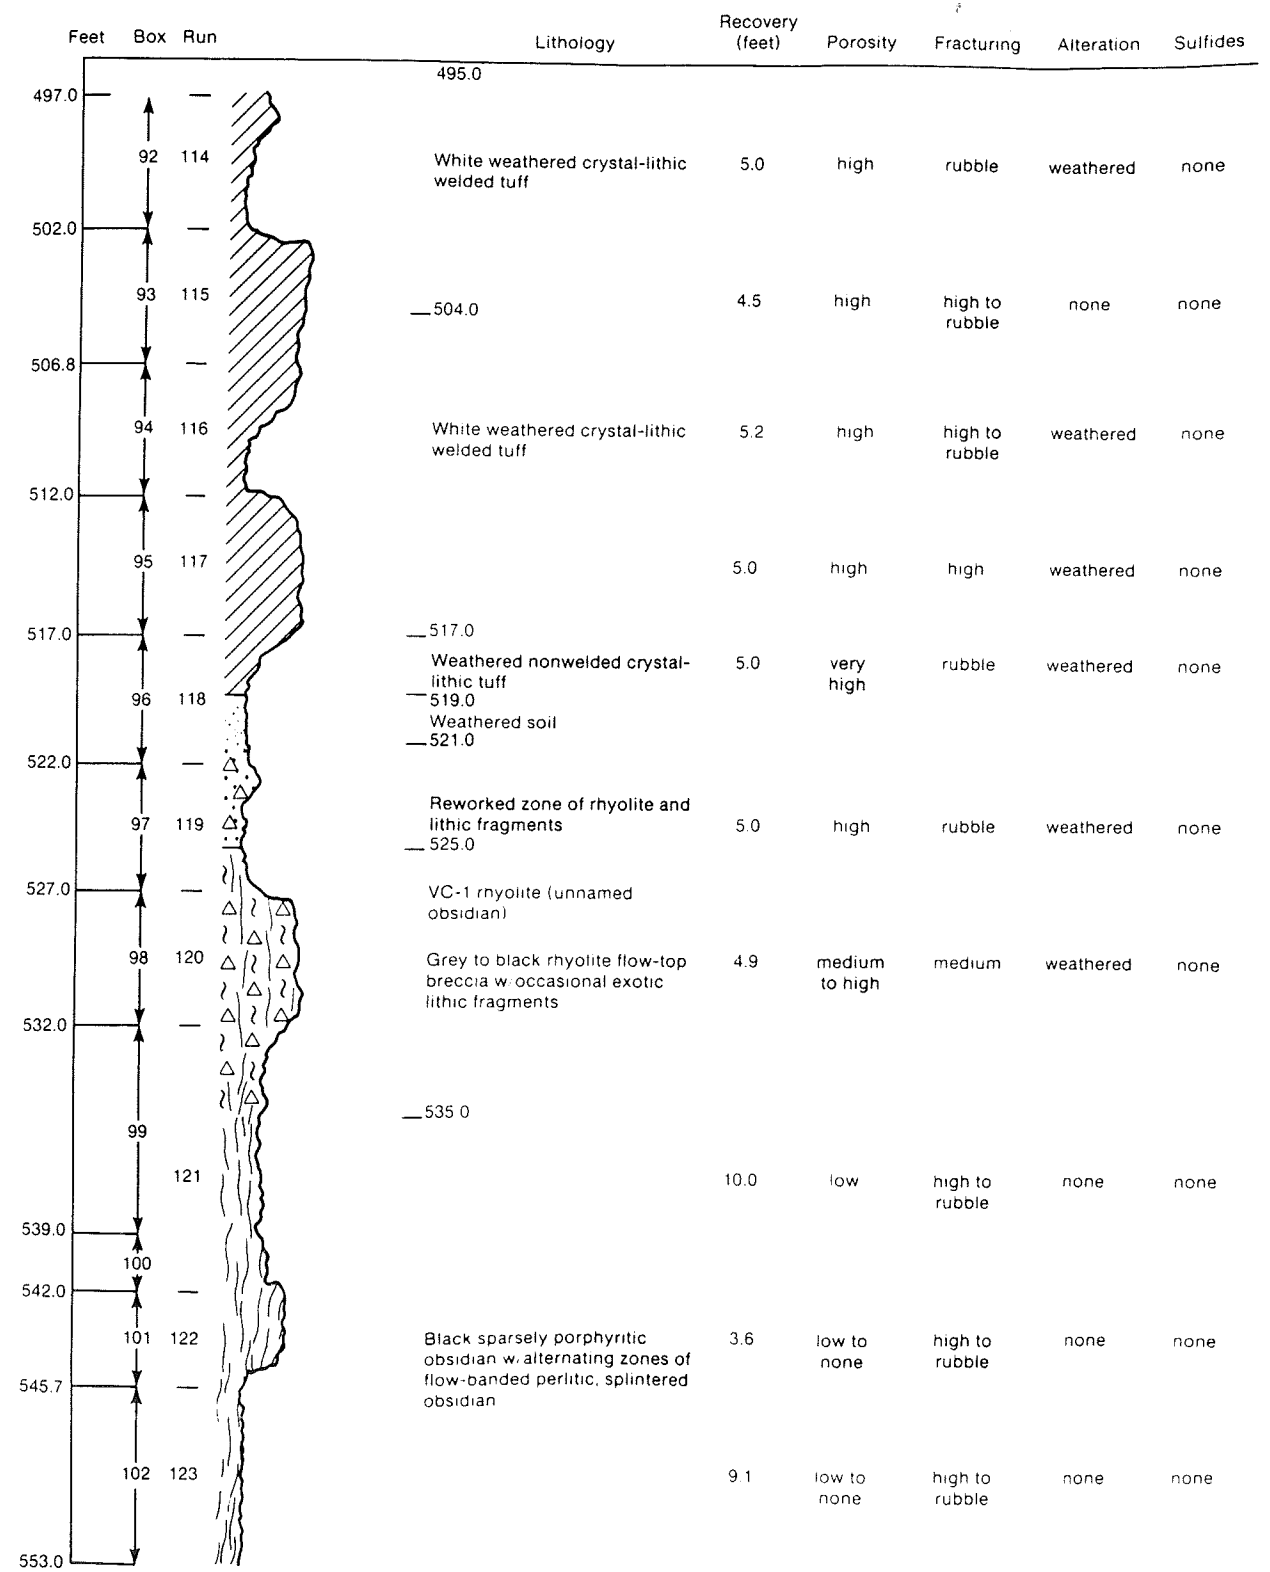 Feet Box Run Lithology Recovery (feet) Porosity Fracturing Alteration Sulfides
495.0
497.0
92 114 White weathered crystal-lithic 5.0 high rubble weathered none
welded tuff
502.0
93 115 4.5 high high to none none
504.0 rubble
506.8
94 116 White weathered crystal-lithic 5.2 high high to weathered none
welded tuff rubble
512.0
95 117 5.0 high high weathered none
517.0 517.0
Weathered nonwelded crystal- 5.0 very rubble weathered none
lithic tuff high
96 118 519.0
Weathered soil
521.0
522.0
Reworked zone of rhyolite and
97 119 lithic fragments 5.0 high rubble weathered none
525.0
527.0 VC-1 rhyolite (unnamed
obsidian)
98 120 Grey to black rhyolite flow-top 4.9 medium medium weathered none
breccia w. occasional exotic to high
lithic fragments
532.0
535.0
99
121 10.0 low high to none none
rubble
539.0
100
542.0
101 122 Black sparsely porphyritic 3.6 low to high to none none
obsidian w. alternating zones of none rubble
flow-banded perlitic, splintered
545.7 obsidian
102 123 9.1 low to high to none none
none rubble
553.0